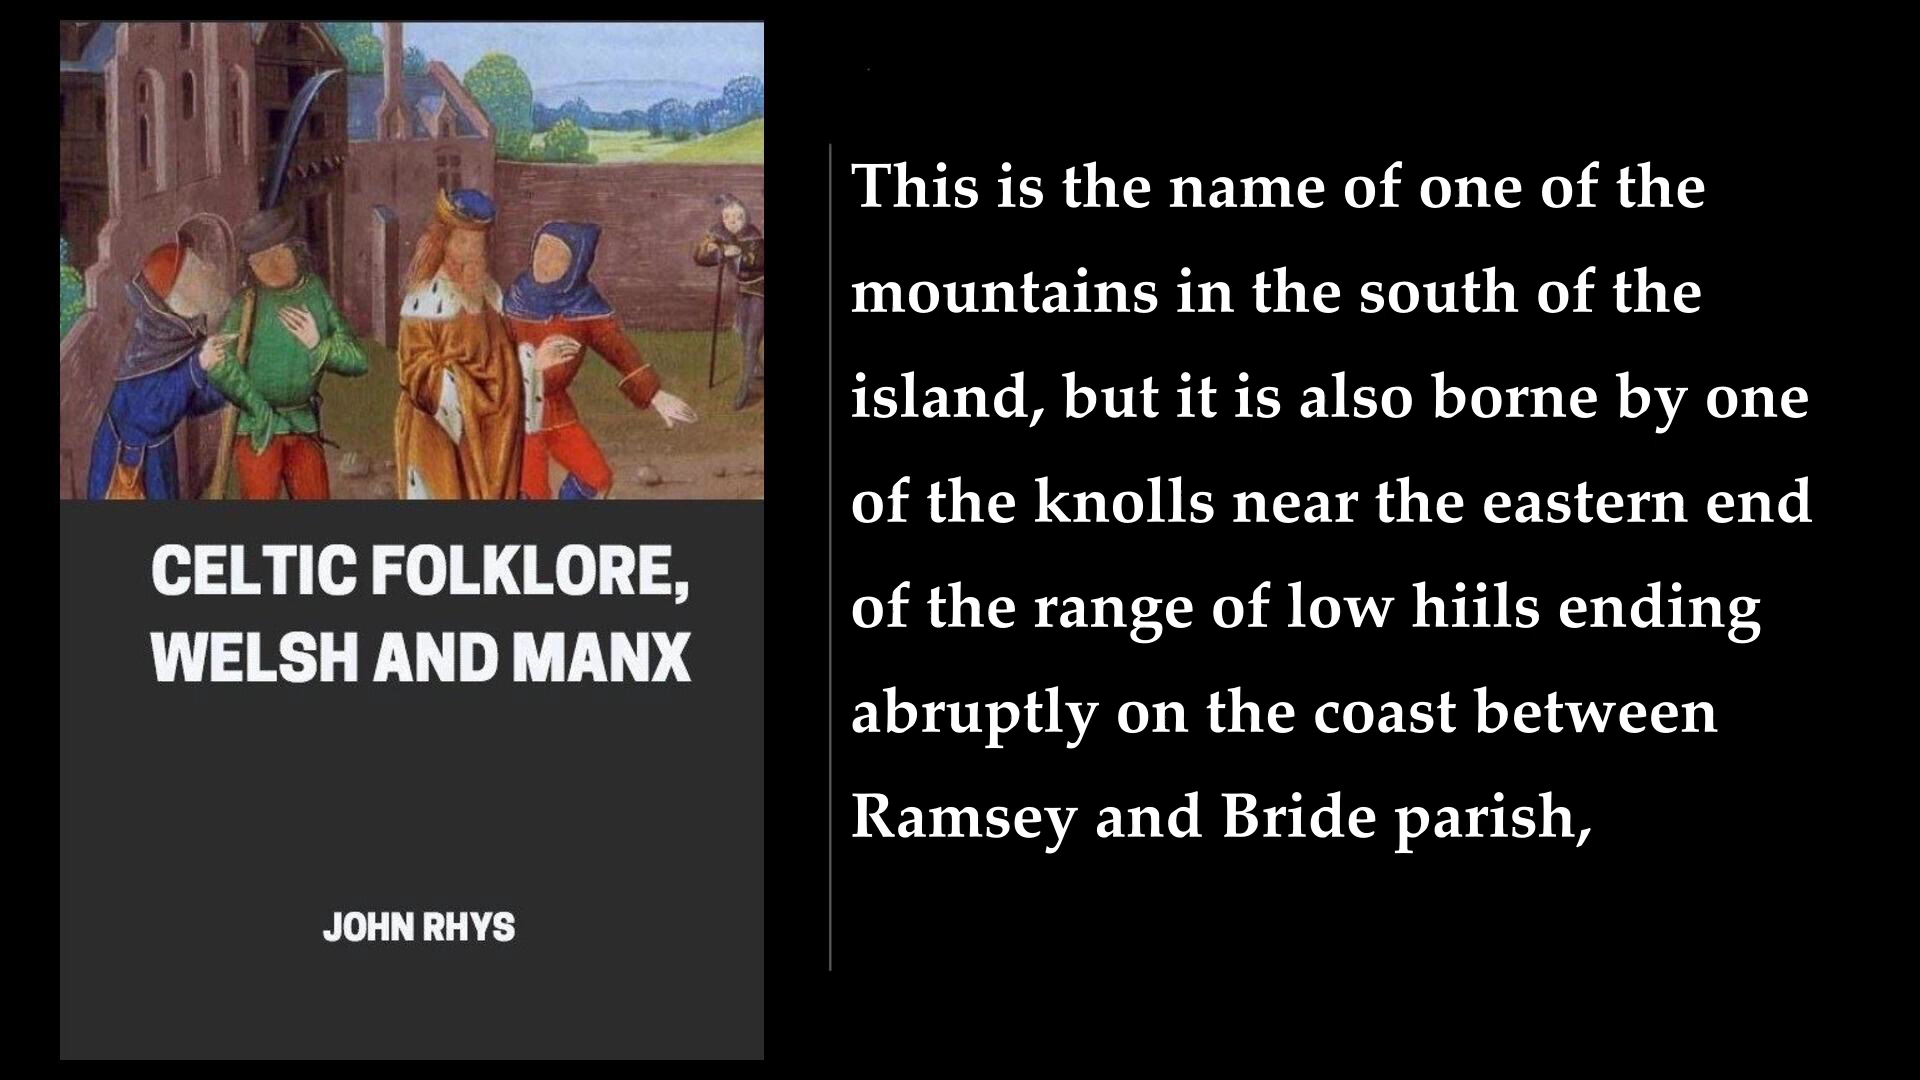 CELTIC FOLKLORE,
WELSH AND MANX
JOHN RHYS
This is the name of one of the
mountains in the south of the
island, but it is also borne by one
of the knolls near the eastern end
of the range of low hiils ending
abruptly on the coast between
Ramsey and Bride parish,